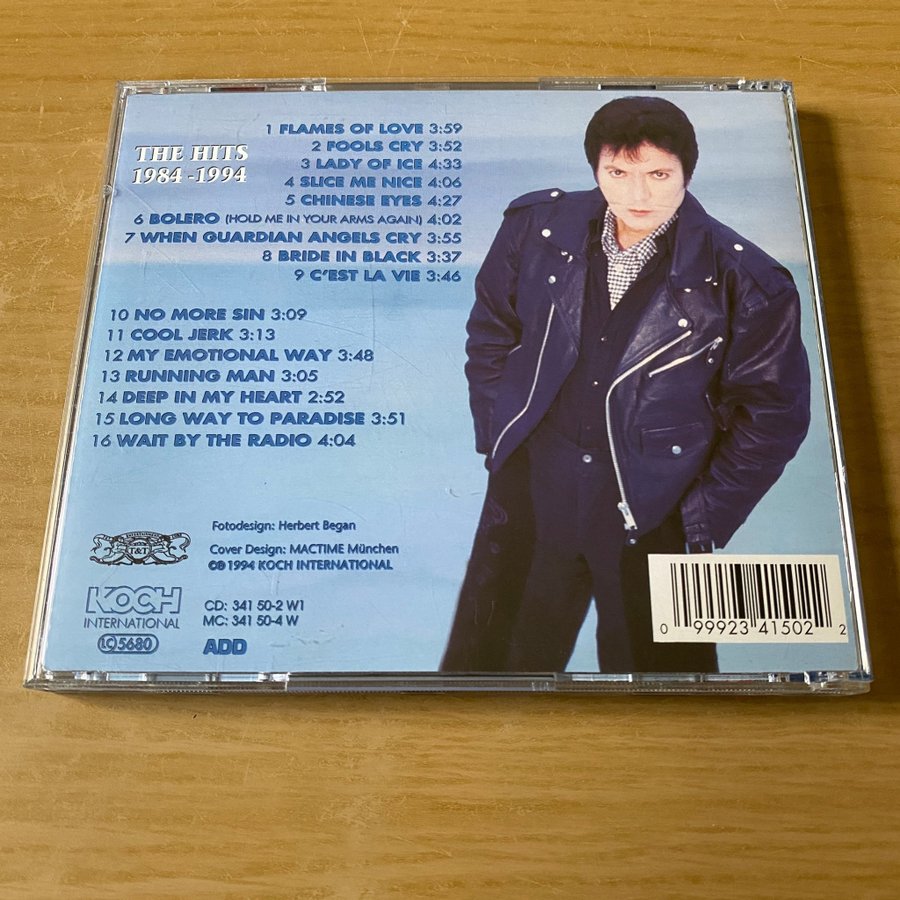 THE HITS
1984-1994
1 FLAMES OF LOVE 3:59
2 FOOLS CRY 3:52
3 LADY OF ICE 4:33
4 SLICE ME NICE 4:06
5 CHINESE EYES 4:27
6 BOLERO (HOLD ME IN YOUR ARMS AGAIN) 4:02
7 WHEN GUARDIAN ANGELS CRY 3:55
8 BRIDE IN BLACK 3:37
9 C'EST LA VIE 3:46
10 NO MORE SIN 3:09
11 COOL JERK 3:13
12 MY EMOTIONAL WAY 3:48
13 RUNNING MAN 3:05
14 DEEP IN MY HEART 2:52
15 LONG WAY TO PARADISE 3:51
16 WAIT BY THE RADIO 4:04
T&T
Fotodesign: Herbert Began
Cover Design: MACTIME München
©℗ 1994 KOCH INTERNATIONAL
KOCH
INTERNATIONAL
LC 5680
CD: 341 50-2 W1
MC: 341 50-4 W
ADD
0 99923 41502 2